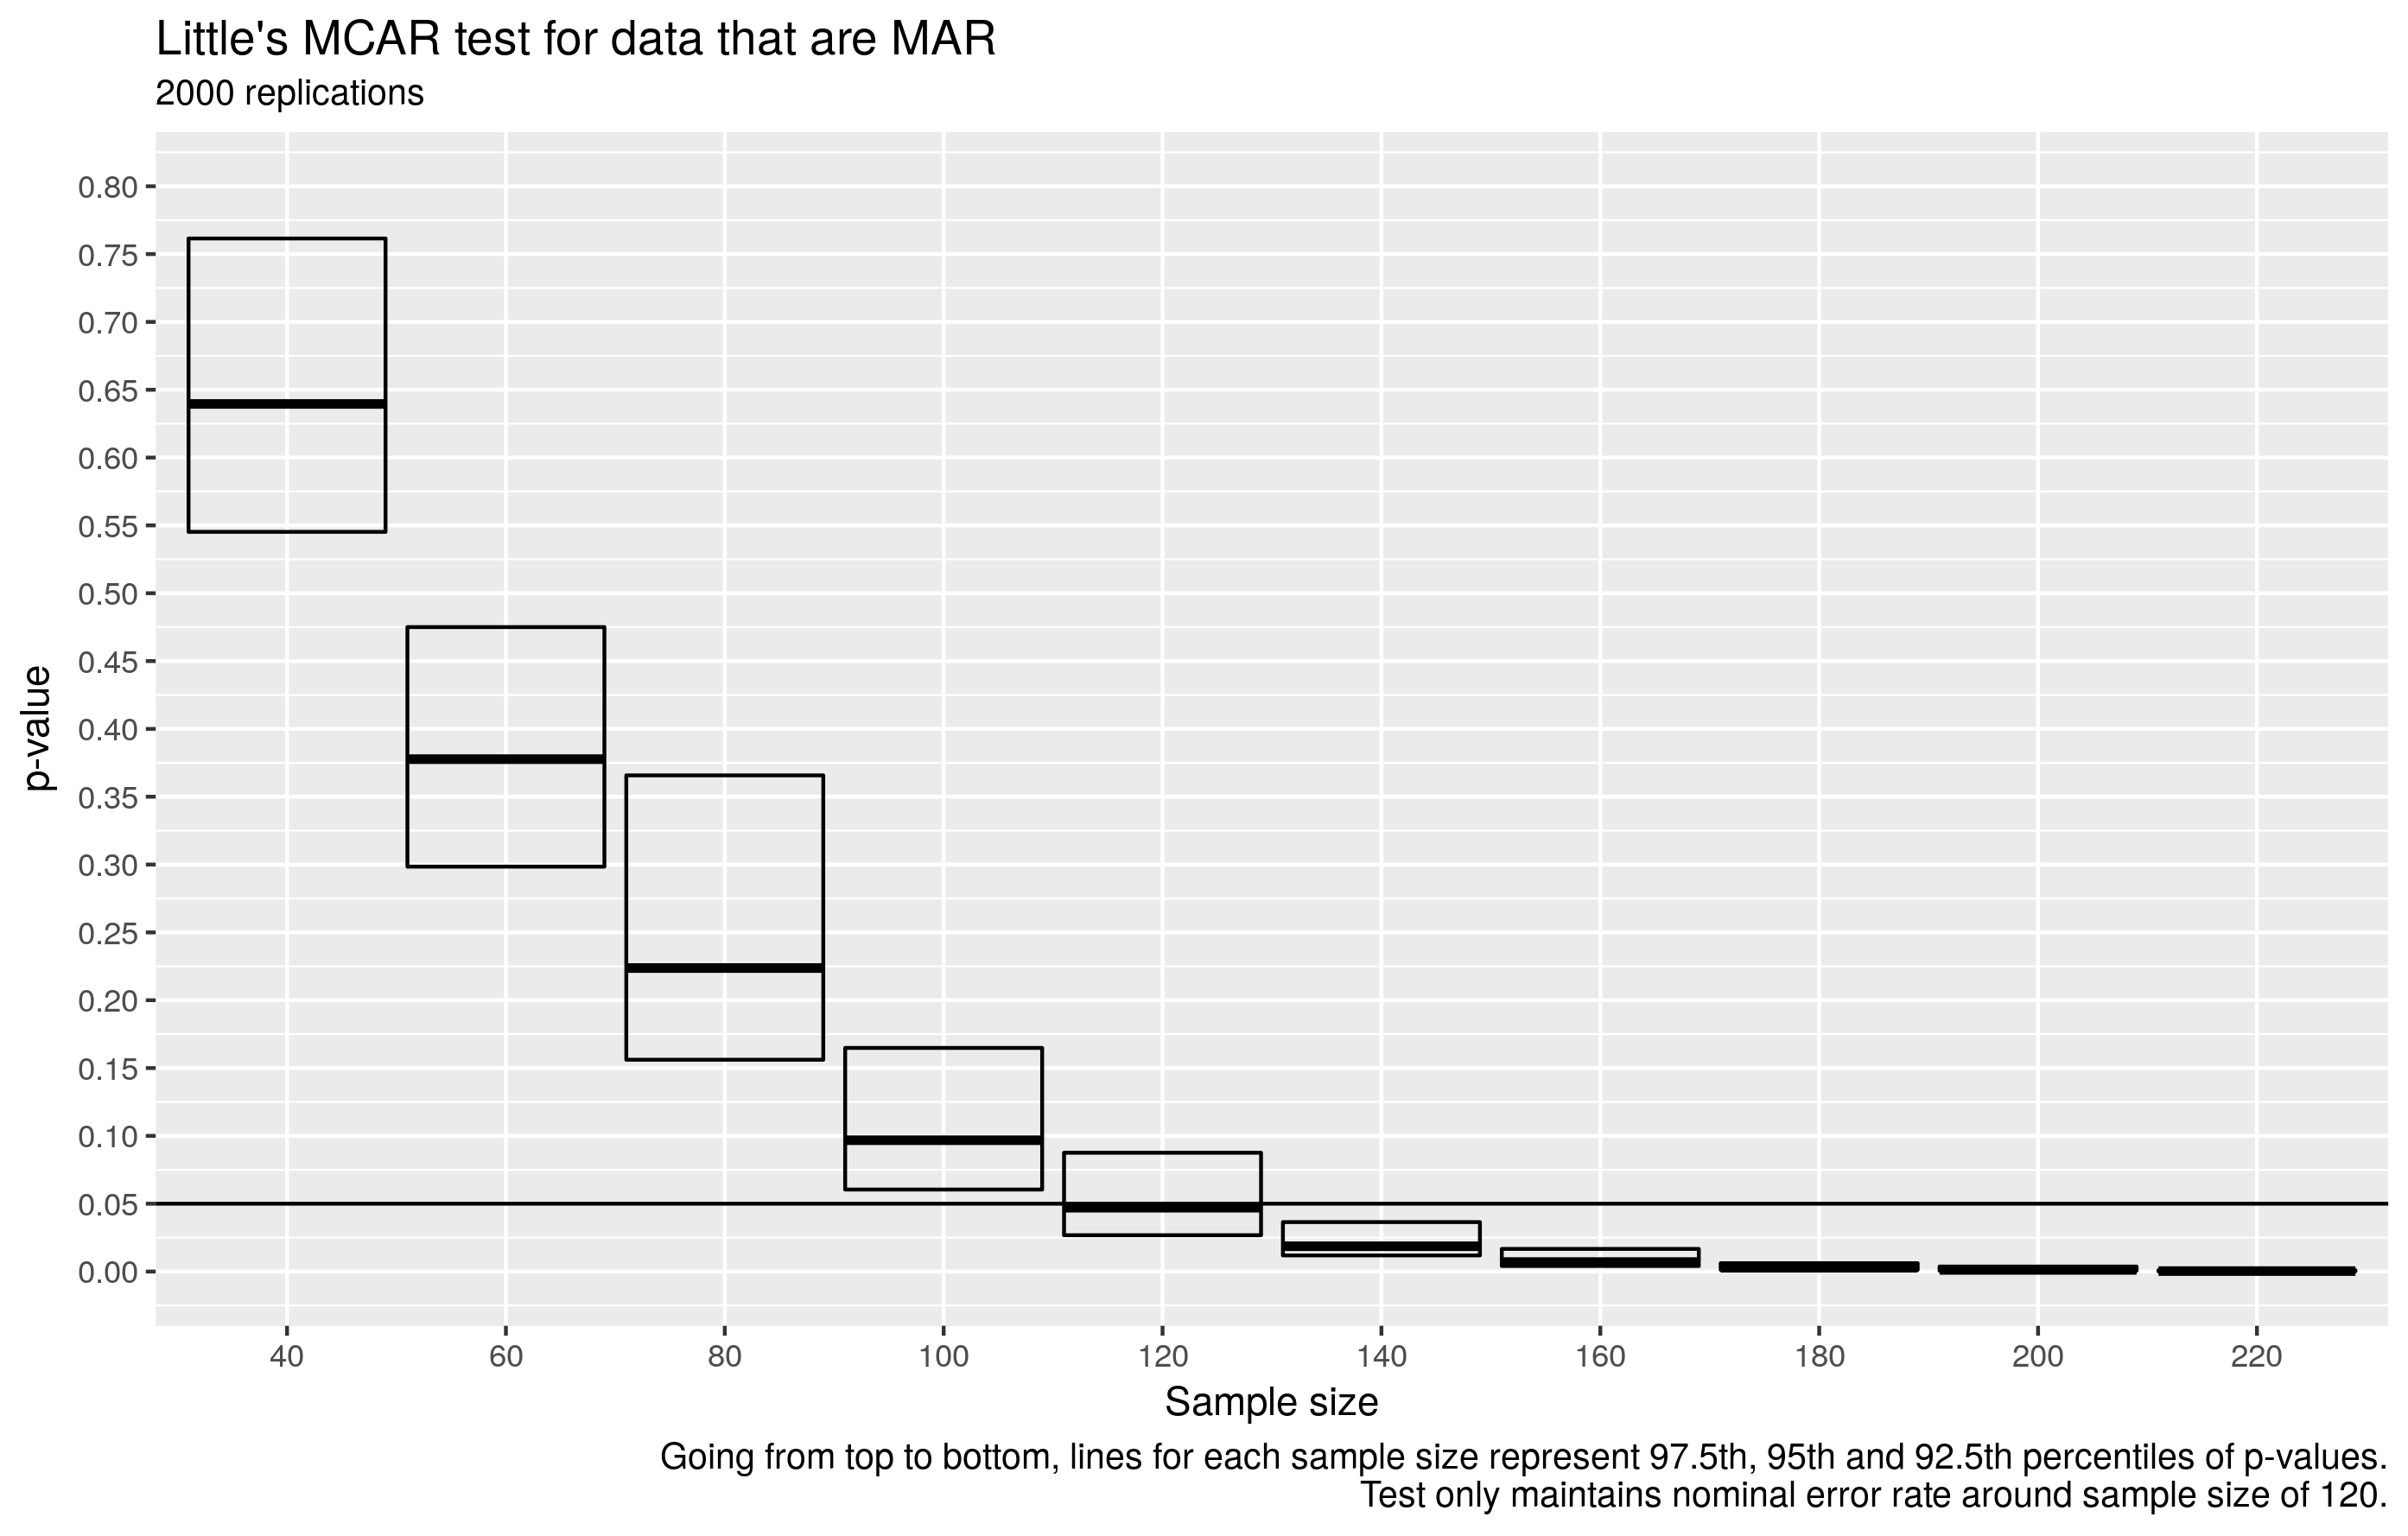 Little's MCAR test for data that are MAR
2000 replications
p-value
0.80
0.75
0.70
0.65
0.60
0.55
0.50
0.45
0.40
0.35
0.30
0.25
0.20
0.15
0.10
0.05
0.00
40 60 80 100 120 140 160 180 200 220
Sample size
Going from top to bottom, lines for each sample size represent 97.5th, 95th and 92.5th percentiles of p-values.
Test only maintains nominal error rate around sample size of 120.